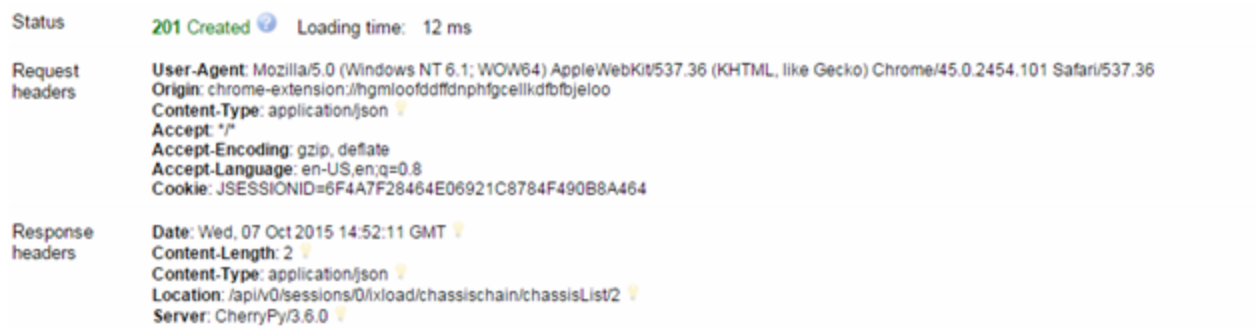 Status
201 Created ? Loading time: 12 ms
Request headers
User-Agent: Mozilla/5.0 (Windows NT 6.1; WOW64) AppleWebKit/537.36 (KHTML, like Gecko) Chrome/45.0.2454.101 Safari/537.36
Origin: chrome-extension://hgmloofddffdnphfgcellkdfbfbjeloo
Content-Type: application/json
Accept: */*
Accept-Encoding: gzip, deflate
Accept-Language: en-US,en;q=0.8
Cookie: JSESSIONID=6F4A7F28464E06921C8784F490B8A464
Response headers
Date: Wed, 07 Oct 2015 14:52:11 GMT
Content-Length: 2
Content-Type: application/json
Location: /api/v0/sessions/0/ixload/chassischain/chassisList/2
Server: CherryPy/3.6.0